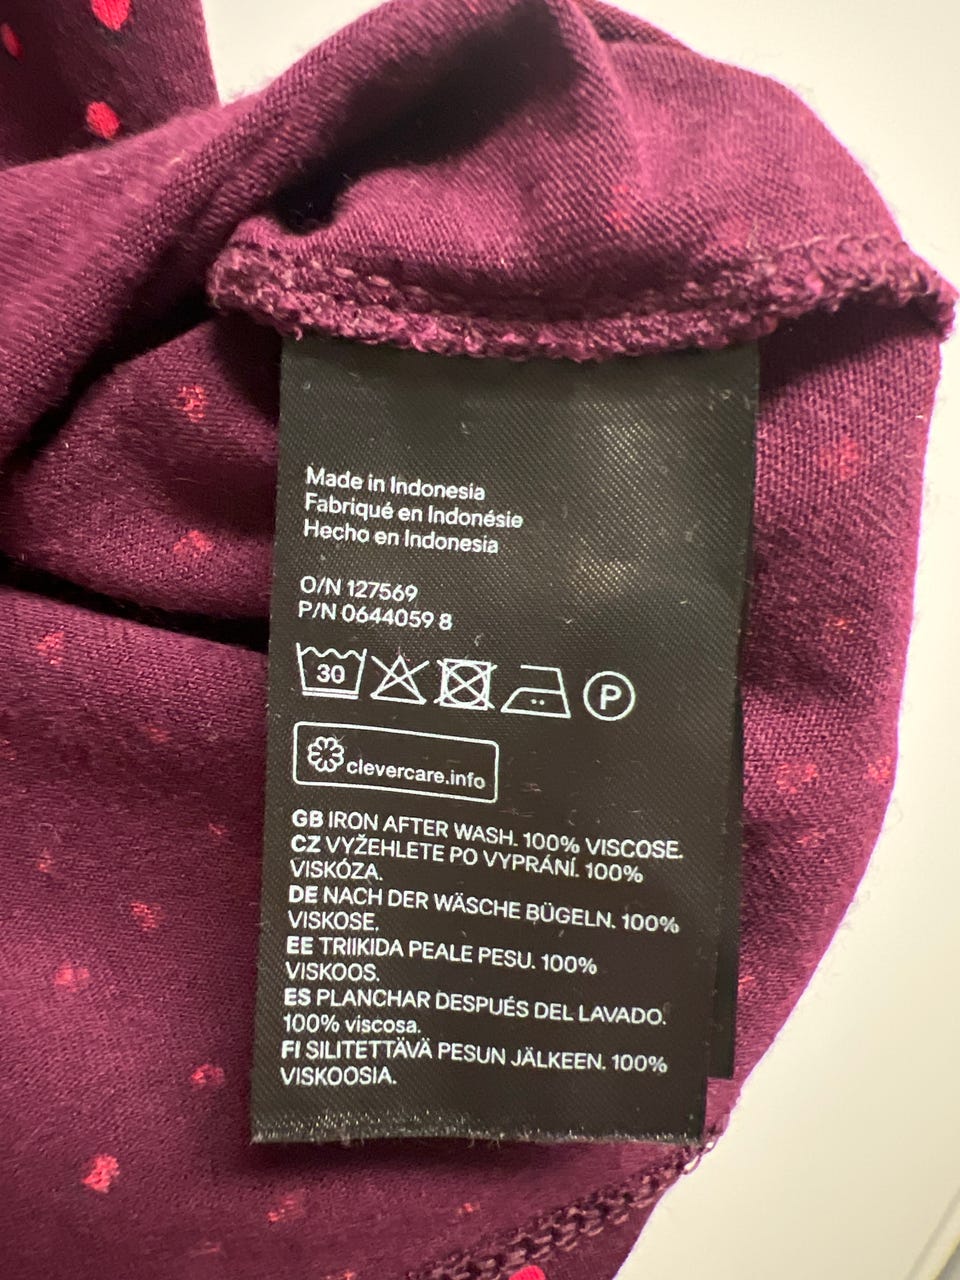 Made in Indonesia
Fabriqué en Indonésie
Hecho en Indonesia
O/N 127569
P/N 0644059 8
30
P
clevercare.info
GB IRON AFTER WASH. 100% VISCOSE.
CZ VYŽEHLETE PO VYPRÁNÍ. 100%
VISKÓZA.
DE NACH DER WÄSCHE BÜGELN. 100%
VISKOSE.
EE TRIIKIDA PEALE PESU. 100%
VISKOOS.
ES PLANCHAR DESPUÉS DEL LAVADO.
100% viscosa.
FI SILITETTÄVÄ PESUN JÄLKEEN. 100%
VISKOOSIA.